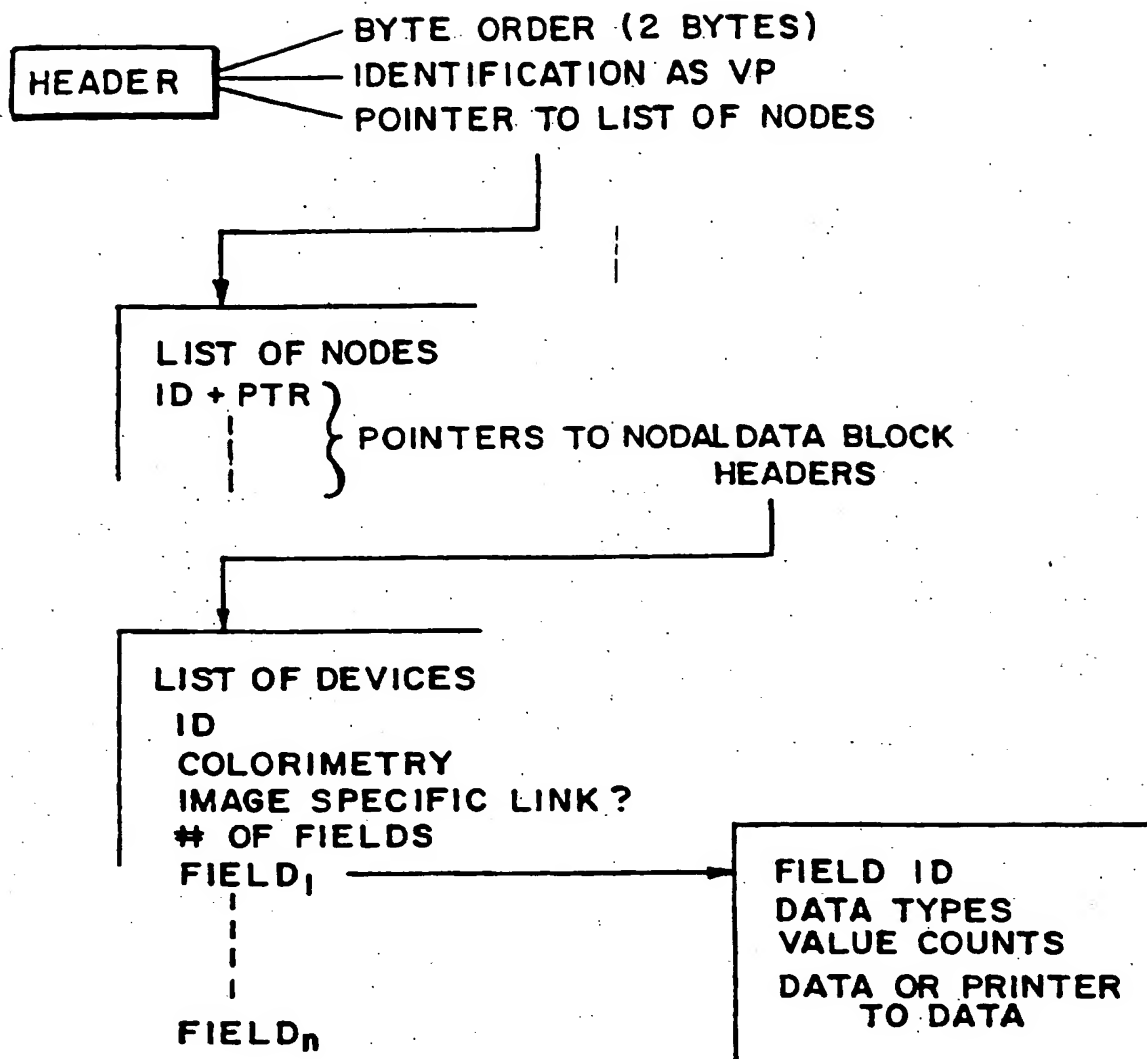 HEADER
BYTE ORDER (2 BYTES)
IDENTIFICATION AS VP
POINTER TO LIST OF NODES
LIST OF NODES
ID + PTR
POINTERS TO NODAL DATA BLOCK
HEADERS
LIST OF DEVICES
ID
COLORIMETRY
IMAGE SPECIFIC LINK ?
# OF FIELDS
FIELD₁
FIELDₙ
FIELD ID
DATA TYPES
VALUE COUNTS
DATA OR PRINTER
TO DATA